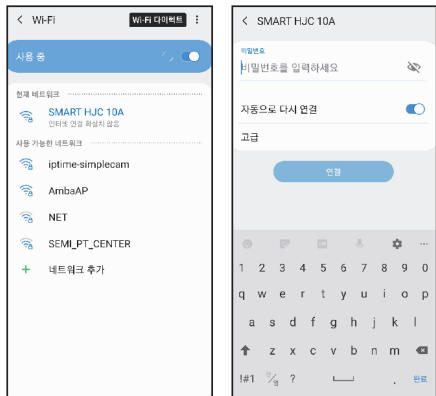 Wi-Fi
Wi-Fi 다이렉트
사용 중
현재 네트워크
SMART HJC 10A
인터넷 연결 확실치 않음
사용 가능한 네트워크
iptime-simplecam
AmbaAP
NET
SEMI_PT_CENTER
+ 네트워크 추가
SMART HJC 10A
비밀번호
비밀번호를 입력하세요
자동으로 다시 연결
고급
연결
1 2 3 4 5 6 7 8 9 0
q w e r t y u i o p
a s d f g h j k l
z x c v b n m
!#1 ? . 완료